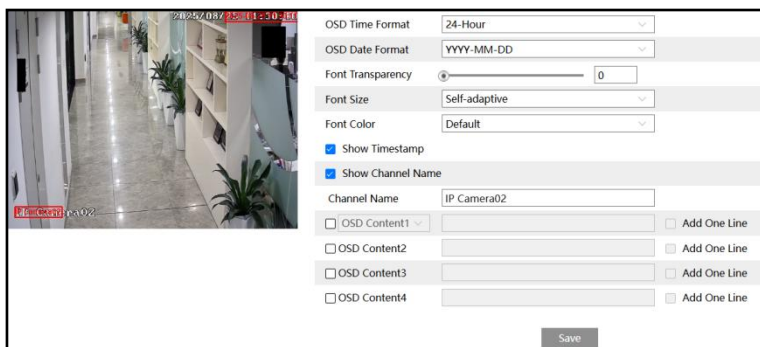 2025/08/
OSD Time Format 24-Hour
OSD Date Format YYYY-MM-DD
Font Transparency 0
Font Size Self-adaptive
Font Color Default
Show Timestamp
Show Channel Name
Channel Name IP Camera02
OSD Content1 Add One Line
OSD Content2 Add One Line
OSD Content3 Add One Line
OSD Content4 Add One Line
Save